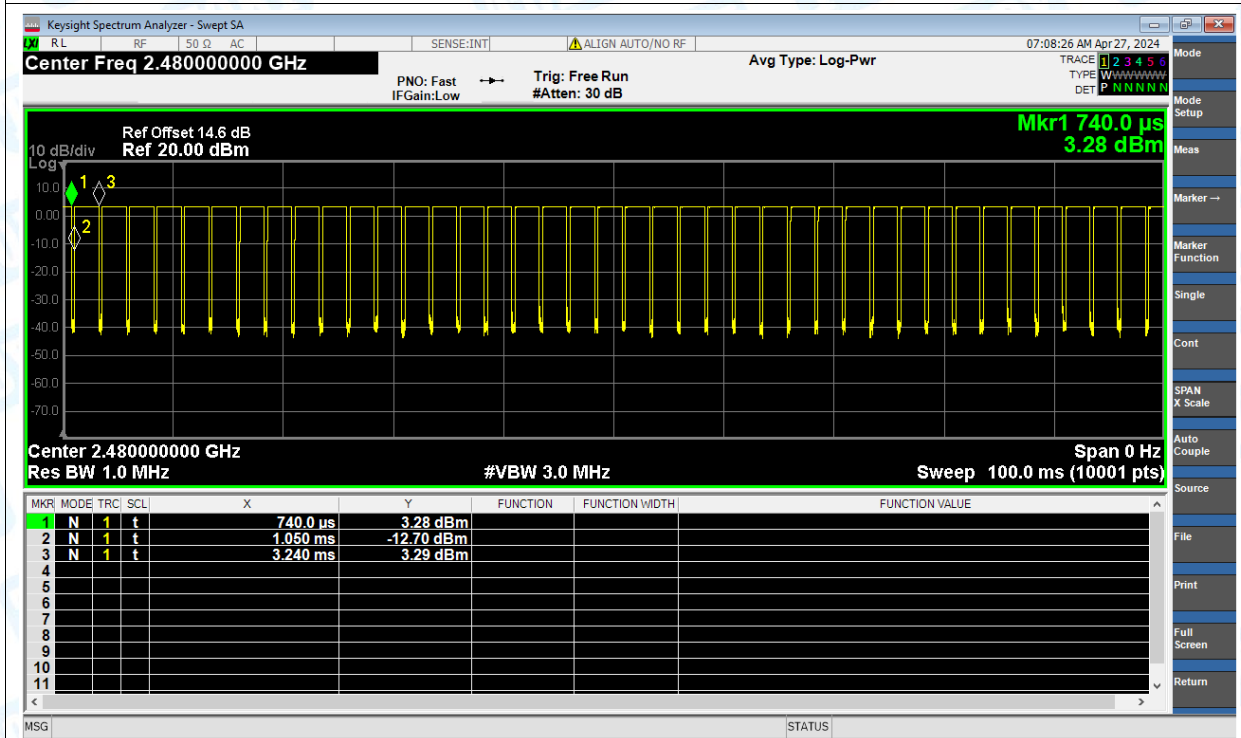 Keysight Spectrum Analyzer - Swept SA
LXI RL RF 50 Ω AC SENSE:INT ALIGN AUTO/NO RF 07:08:26 AM Apr 27, 2024
Center Freq 2.480000000 GHz
PNO: Fast
IFGain:Low
Trig: Free Run
#Atten: 30 dB
Avg Type: Log-Pwr
TRACE 1 2 3 4 5 6
TYPE WWWWWWW
DET P N N N N N
Ref Offset 14.6 dB
10 dB/div Ref 20.00 dBm
Log
Mkr1 740.0 µs
3.28 dBm
10.0
0.00
-10.0
-20.0
-30.0
-40.0
-50.0
-60.0
-70.0
1
2
3
Center 2.480000000 GHz Span 0 Hz
Res BW 1.0 MHz #VBW 3.0 MHz Sweep 100.0 ms (10001 pts)
MKR MODE TRC SCL X Y FUNCTION FUNCTION WIDTH FUNCTION VALUE
1 N 1 t 740.0 µs 3.28 dBm
2 N 1 t 1.050 ms -12.70 dBm
3 N 1 t 3.240 ms 3.29 dBm
4
5
6
7
8
9
10
11
MSG STATUS
Mode
Mode
Setup
Meas
Marker →
Marker
Function
Single
Cont
SPAN
X Scale
Auto
Couple
Source
File
Print
Full
Screen
Return